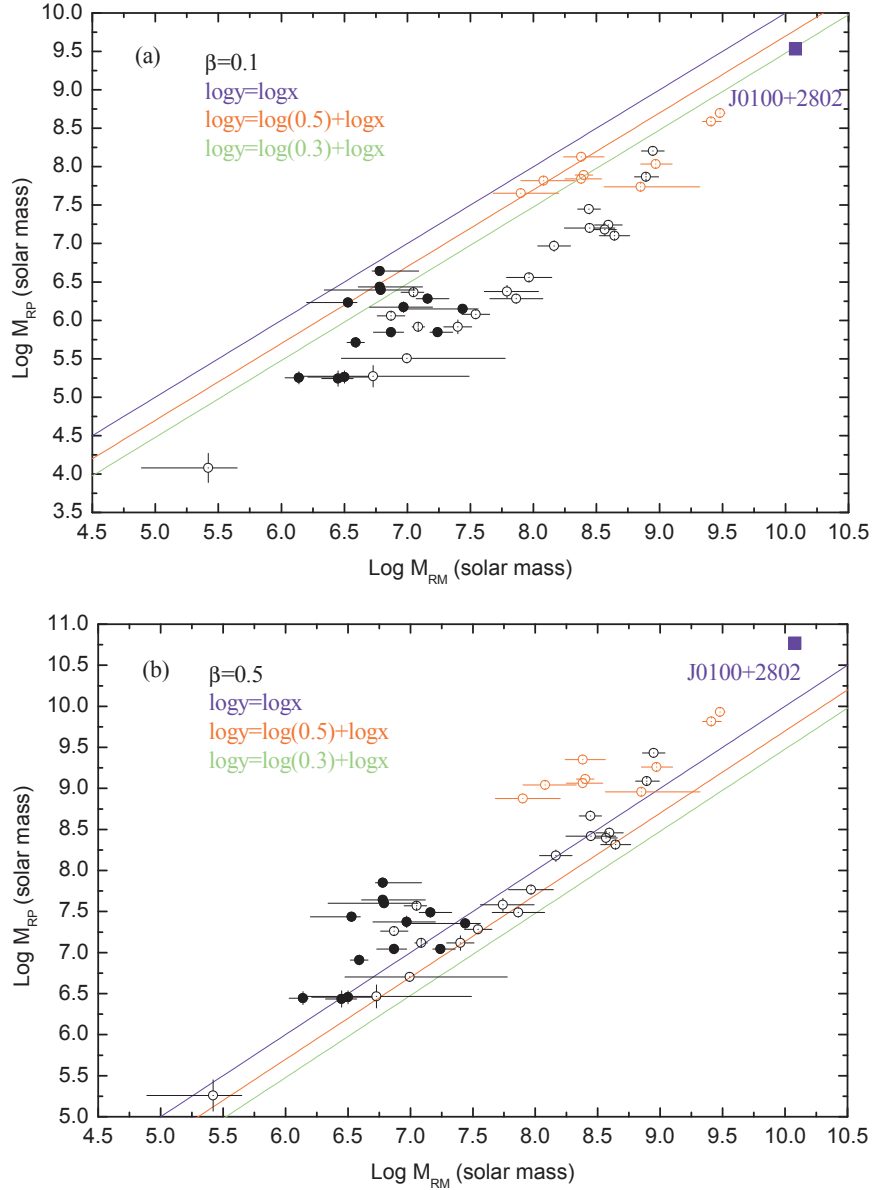 10.0
9.5
9.0
8.5
8.0
7.5
7.0
6.5
6.0
5.5
5.0
4.5
4.0
3.5
Log M_RP (solar mass)
(a)
β=0.1
logy=logx
logy=log(0.5)+logx
logy=log(0.3)+logx
J0100+2802
4.5 5.0 5.5 6.0 6.5 7.0 7.5 8.0 8.5 9.0 9.5 10.0 10.5
Log M_RM (solar mass)
11.0
10.5
10.0
9.5
9.0
8.5
8.0
7.5
7.0
6.5
6.0
5.5
5.0
Log M_RP (solar mass)
(b)
β=0.5
logy=logx
logy=log(0.5)+logx
logy=log(0.3)+logx
J0100+2802
4.5 5.0 5.5 6.0 6.5 7.0 7.5 8.0 8.5 9.0 9.5 10.0 10.5
Log M_RM (solar mass)